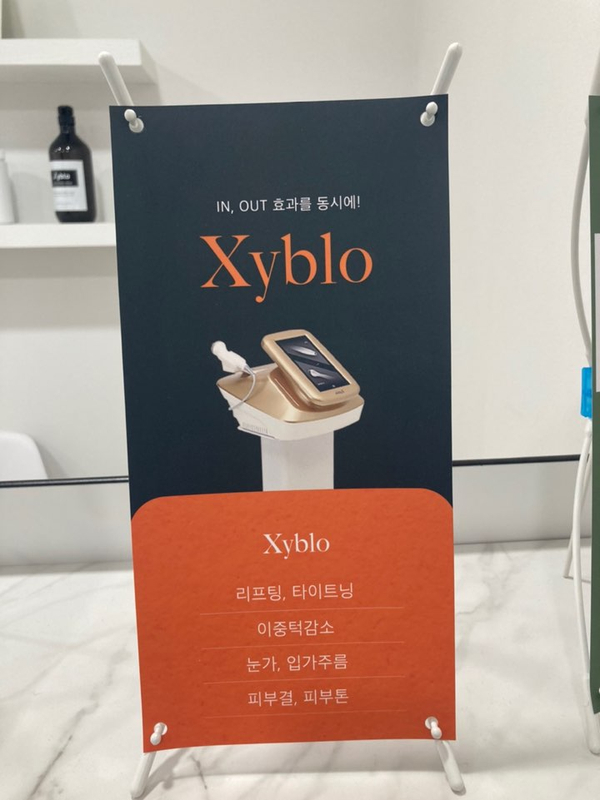 IN, OUT 효과를 동시에!
Xyblo
Xyblo
리프팅, 타이트닝
이중턱감소
눈가, 입가주름
피부결, 피부톤